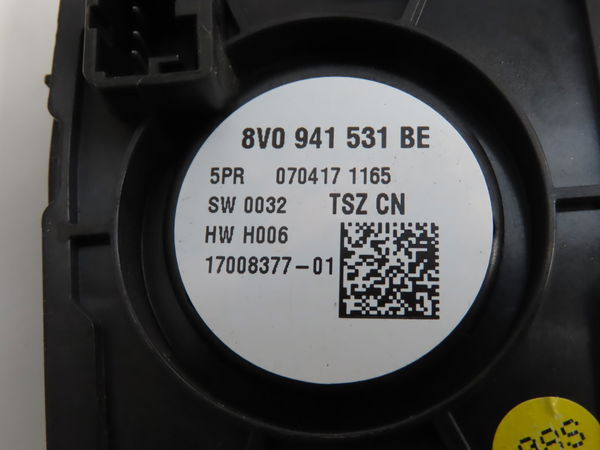 8V0 941 531 BE
5PR 070417 1165
SW 0032 TSZ CN
HW H006
17008377-01